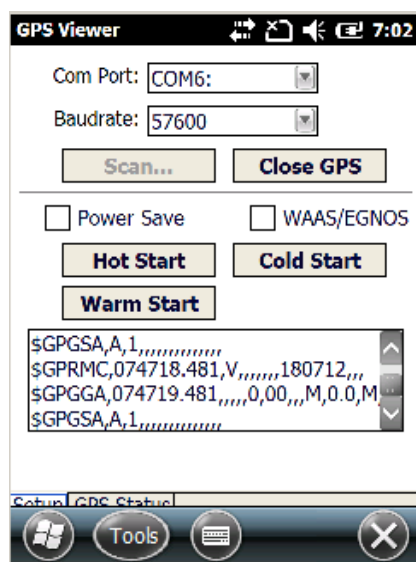 GPS Viewer 7:02
Com Port: COM6:
Baudrate: 57600
Scan... Close GPS
Power Save WAAS/EGNOS
Hot Start Cold Start
Warm Start
$GPGSA,A,1,,,,,,,,,,,,,,
$GPRMC,074718.481,V,,,,,,,180712,,,
$GPGGA,074719.481,,,,,0,00,,,M,0.0,M,
$GPGSA,A,1,,,,,,,,,,,,,,
Setup GPS Status
Tools